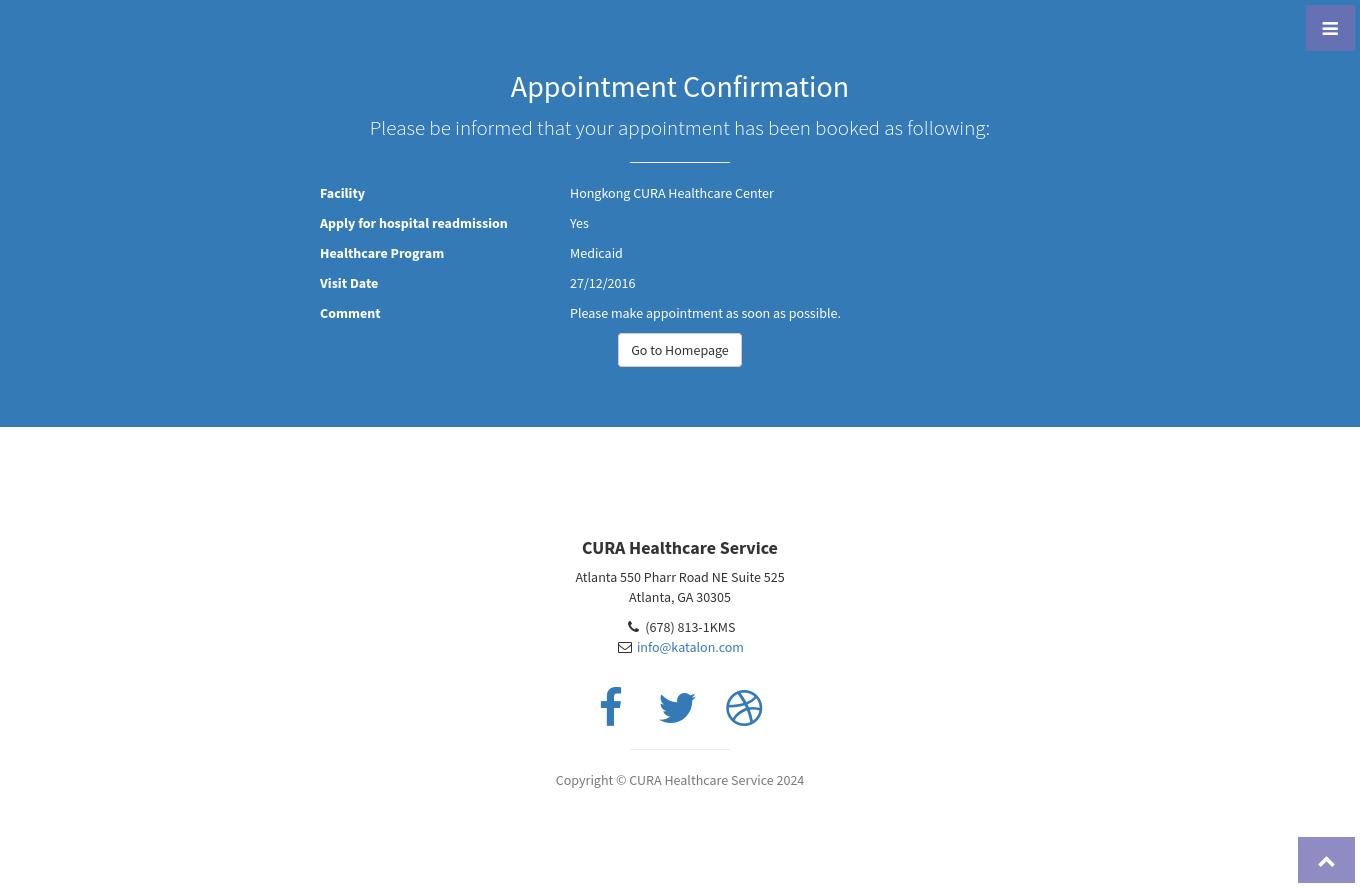 Appointment Confirmation
Please be informed that your appointment has been booked as following:
Facility Hongkong CURA Healthcare Center
Apply for hospital readmission Yes
Healthcare Program Medicaid
Visit Date 27/12/2016
Comment Please make appointment as soon as possible.
Go to Homepage
CURA Healthcare Service
Atlanta 550 Pharr Road NE Suite 525
Atlanta, GA 30305
(678) 813-1KMS
info@katalon.com
Copyright © CURA Healthcare Service 2024